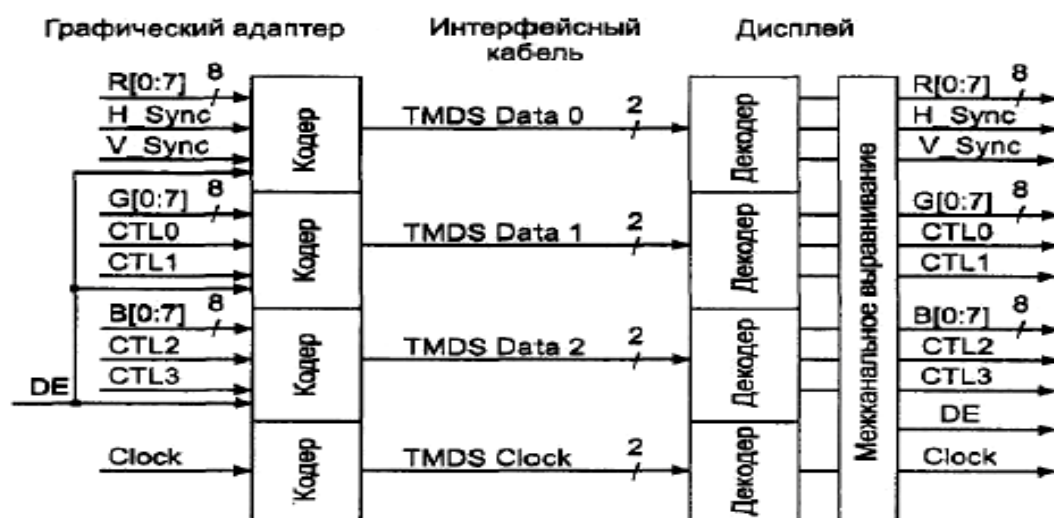 Графический адаптер
Интерфейсный
кабель
Дисплей
R[0:7] 8
H_Sync
V_Sync
G[0:7] 8
CTL0
CTL1
B[0:7] 8
CTL2
CTL3
DE
Clock
Кодер
Кодер
Кодер
Кодер
TMDS Data 0 2
TMDS Data 1 2
TMDS Data 2 2
TMDS Clock 2
Декодер
Декодер
Декодер
Декодер
Межканальное выравнивание
R[0:7] 8
H_Sync
V_Sync
G[0:7] 8
CTL0
CTL1
B[0:7] 8
CTL2
CTL3
DE
Clock